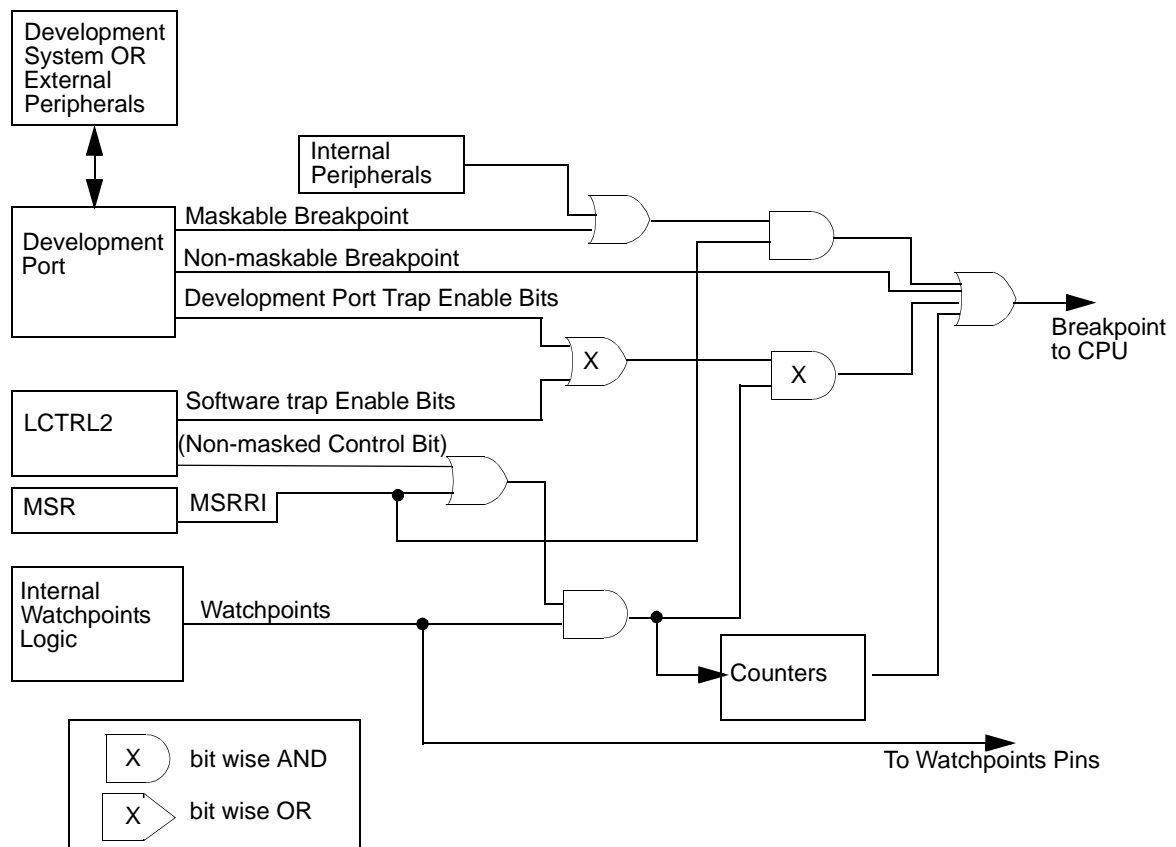 Development
System OR
External
Peripherals
Internal
Peripherals
Maskable Breakpoint
Development
Port
Non-maskable Breakpoint
Development Port Trap Enable Bits
Breakpoint
to CPU
X
X
LCTRL2
Software trap Enable Bits
(Non-masked Control Bit)
MSR
MSRRI
Internal
Watchpoints
Logic
Watchpoints
Counters
To Watchpoints Pins
X bit wise AND
X bit wise OR